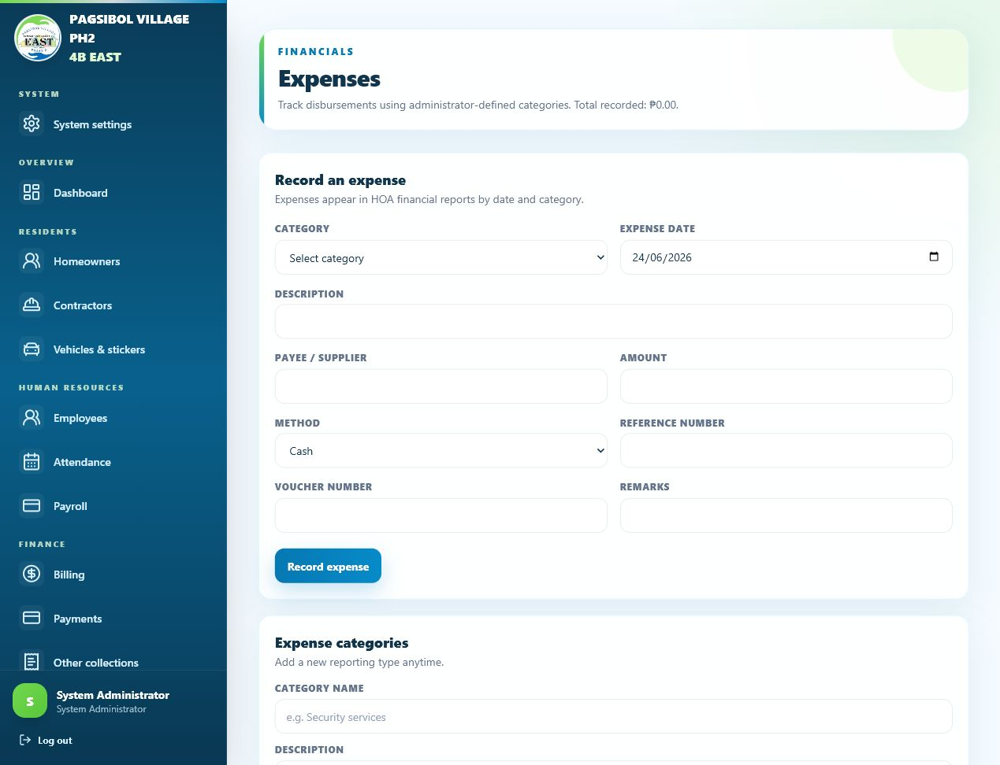 PAGSIBOL VILLAGE
PH2
4B EAST
EAST
SYSTEM
System settings
OVERVIEW
Dashboard
RESIDENTS
Homeowners
Contractors
Vehicles & stickers
HUMAN RESOURCES
Employees
Attendance
Payroll
FINANCE
Billing
Payments
Other collections
S
System Administrator
System Administrator
Log out
FINANCIALS
Expenses
Track disbursements using administrator-defined categories. Total recorded: ₱0.00.
Record an expense
Expenses appear in HOA financial reports by date and category.
CATEGORY
EXPENSE DATE
Select category
24/06/2026
DESCRIPTION
PAYEE / SUPPLIER
AMOUNT
METHOD
REFERENCE NUMBER
Cash
VOUCHER NUMBER
REMARKS
Record expense
Expense categories
Add a new reporting type anytime.
CATEGORY NAME
e.g. Security services
DESCRIPTION